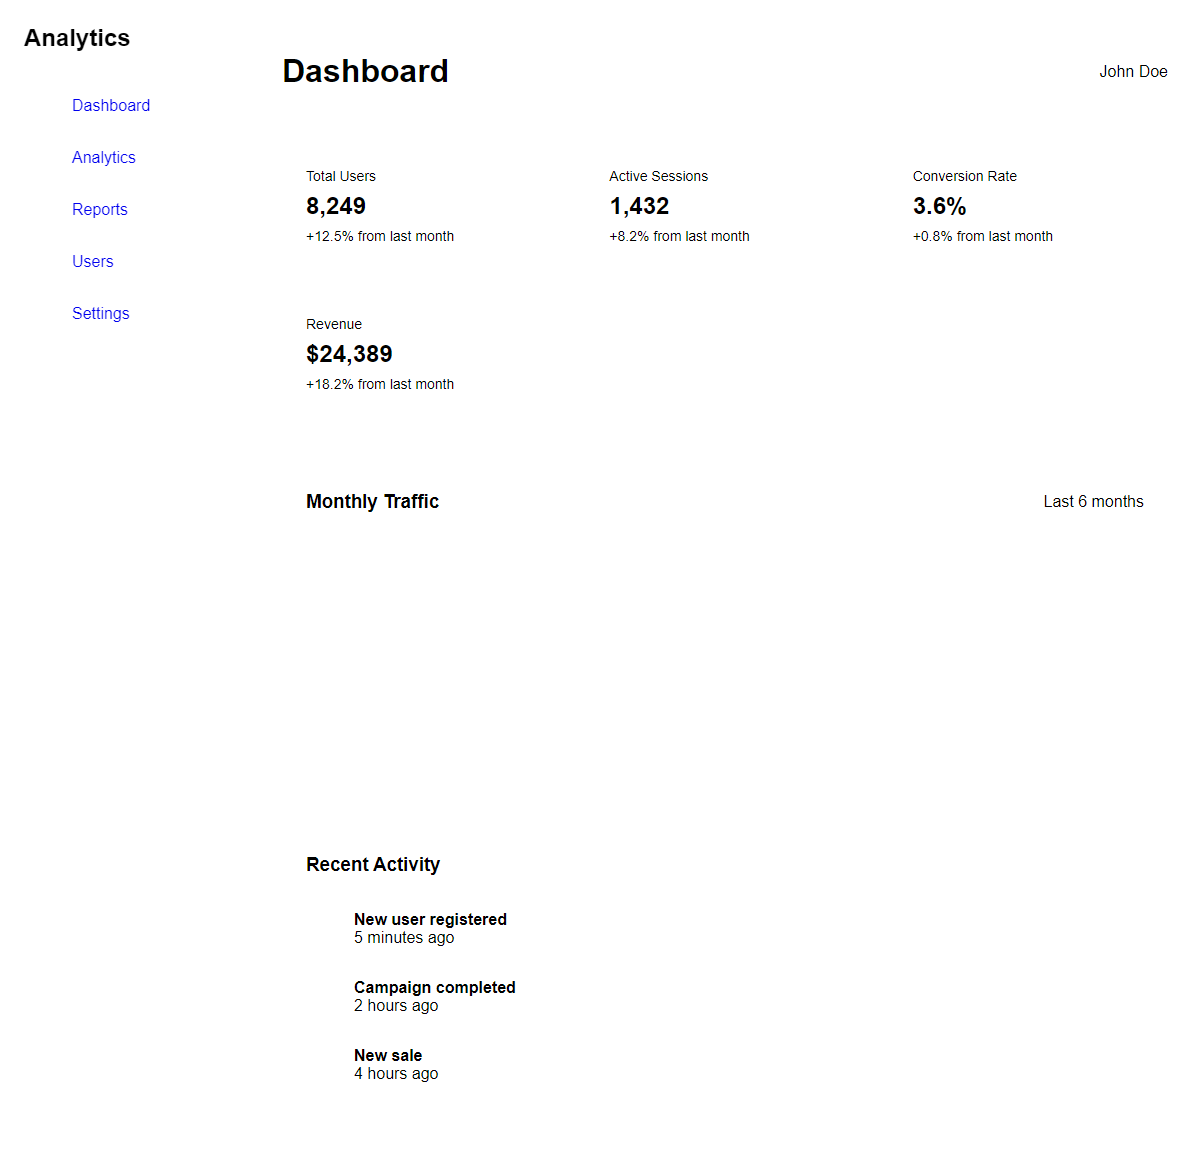 Analytics
Dashboard
Analytics
Reports
Users
Settings
Dashboard
John Doe
Total Users
8,249
+12.5% from last month
Active Sessions
1,432
+8.2% from last month
Conversion Rate
3.6%
+0.8% from last month
Revenue
$24,389
+18.2% from last month
Monthly Traffic
Last 6 months
Recent Activity
New user registered
5 minutes ago
Campaign completed
2 hours ago
New sale
4 hours ago